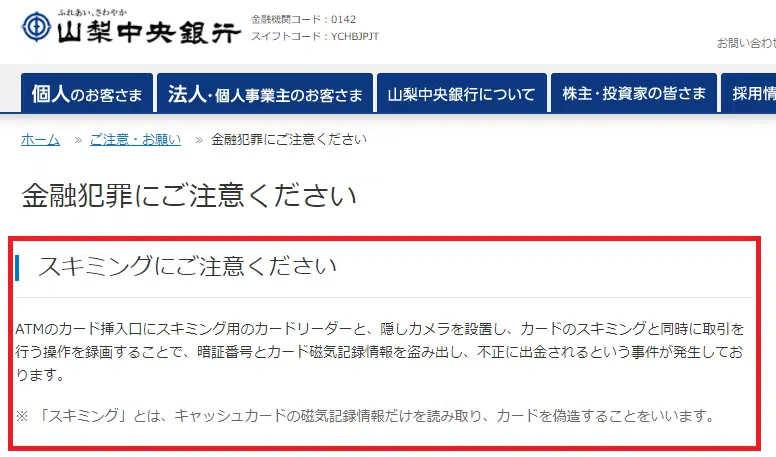 ふれあい、さわやか
山梨中央銀行
金融機関コード：0142
スイフトコード：YCHBJPJT
お問い合わせ
個人のお客さま
法人・個人事業主のお客さま
山梨中央銀行について
株主・投資家の皆さま
採用情
ホーム » ご注意・お願い » 金融犯罪にご注意ください
金融犯罪にご注意ください
スキミングにご注意ください
ATMのカード挿入口にスキミング用のカードリーダーと、隠しカメラを設置し、カードのスキミングと同時に取引を
行う操作を録画することで、暗証番号とカード磁気記録情報を盗み出し、不正に出金されるという事件が発生してお
ります。
※ 「スキミング」とは、キャッシュカードの磁気記録情報だけを読み取り、カードを偽造することをいいます。